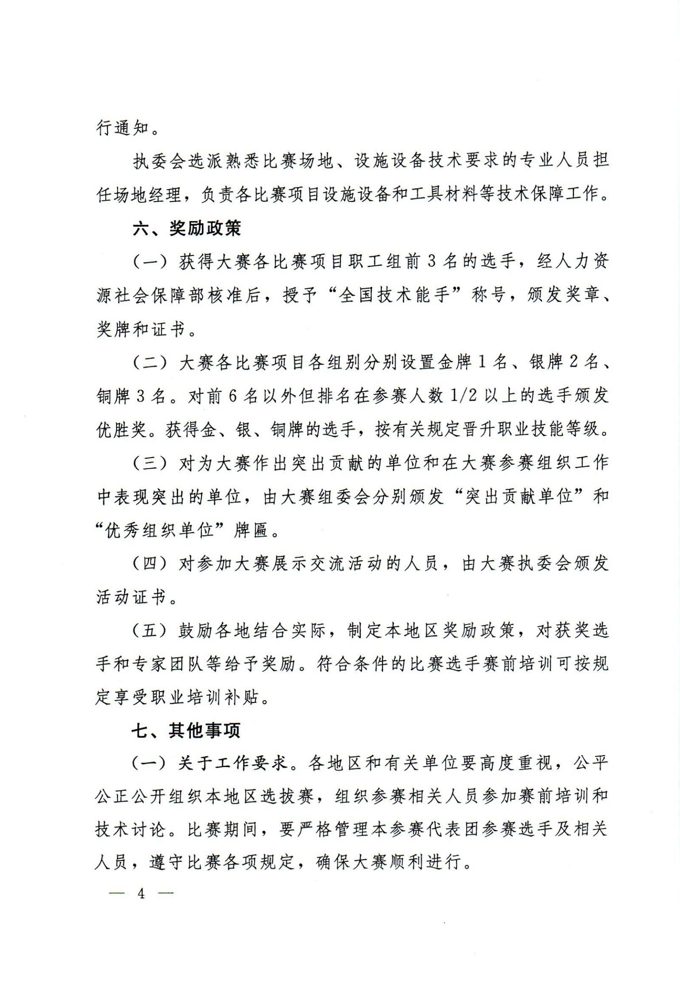 行通知。
执委会选派熟悉比赛场地、设施设备技术要求的专业人员担
任场地经理，负责各比赛项目设施设备和工具材料等技术保障工作。
六、奖励政策
（一）获得大赛各比赛项目职工组前3名的选手，经人力资
源社会保障部核准后，授予“全国技术能手”称号，颁发奖章、
奖牌和证书。
（二）大赛各比赛项目各组别分别设置金牌1名、银牌2名、
铜牌3名。对前6名以外但排名在参赛人数1/2以上的选手颁发
优胜奖。获得金、银、铜牌的选手，按有关规定晋升职业技能等级。
（三）对为大赛作出突出贡献的单位和在大赛参赛组织工作
中表现突出的单位，由大赛组委会分别颁发“突出贡献单位”和
“优秀组织单位”牌匾。
（四）对参加大赛展示交流活动的人员，由大赛执委会颁发
活动证书。
（五）鼓励各地结合实际，制定本地区奖励政策，对获奖选
手和专家团队等给予奖励。符合条件的比赛选手赛前培训可按规
定享受职业培训补贴。
七、其他事项
（一）关于工作要求。各地区和有关单位要高度重视，公平
公正公开组织本地区选拔赛，组织参赛相关人员参加赛前培训和
技术讨论。比赛期间，要严格管理本参赛代表团参赛选手及相关
人员，遵守比赛各项规定，确保大赛顺利进行。
— 4 —